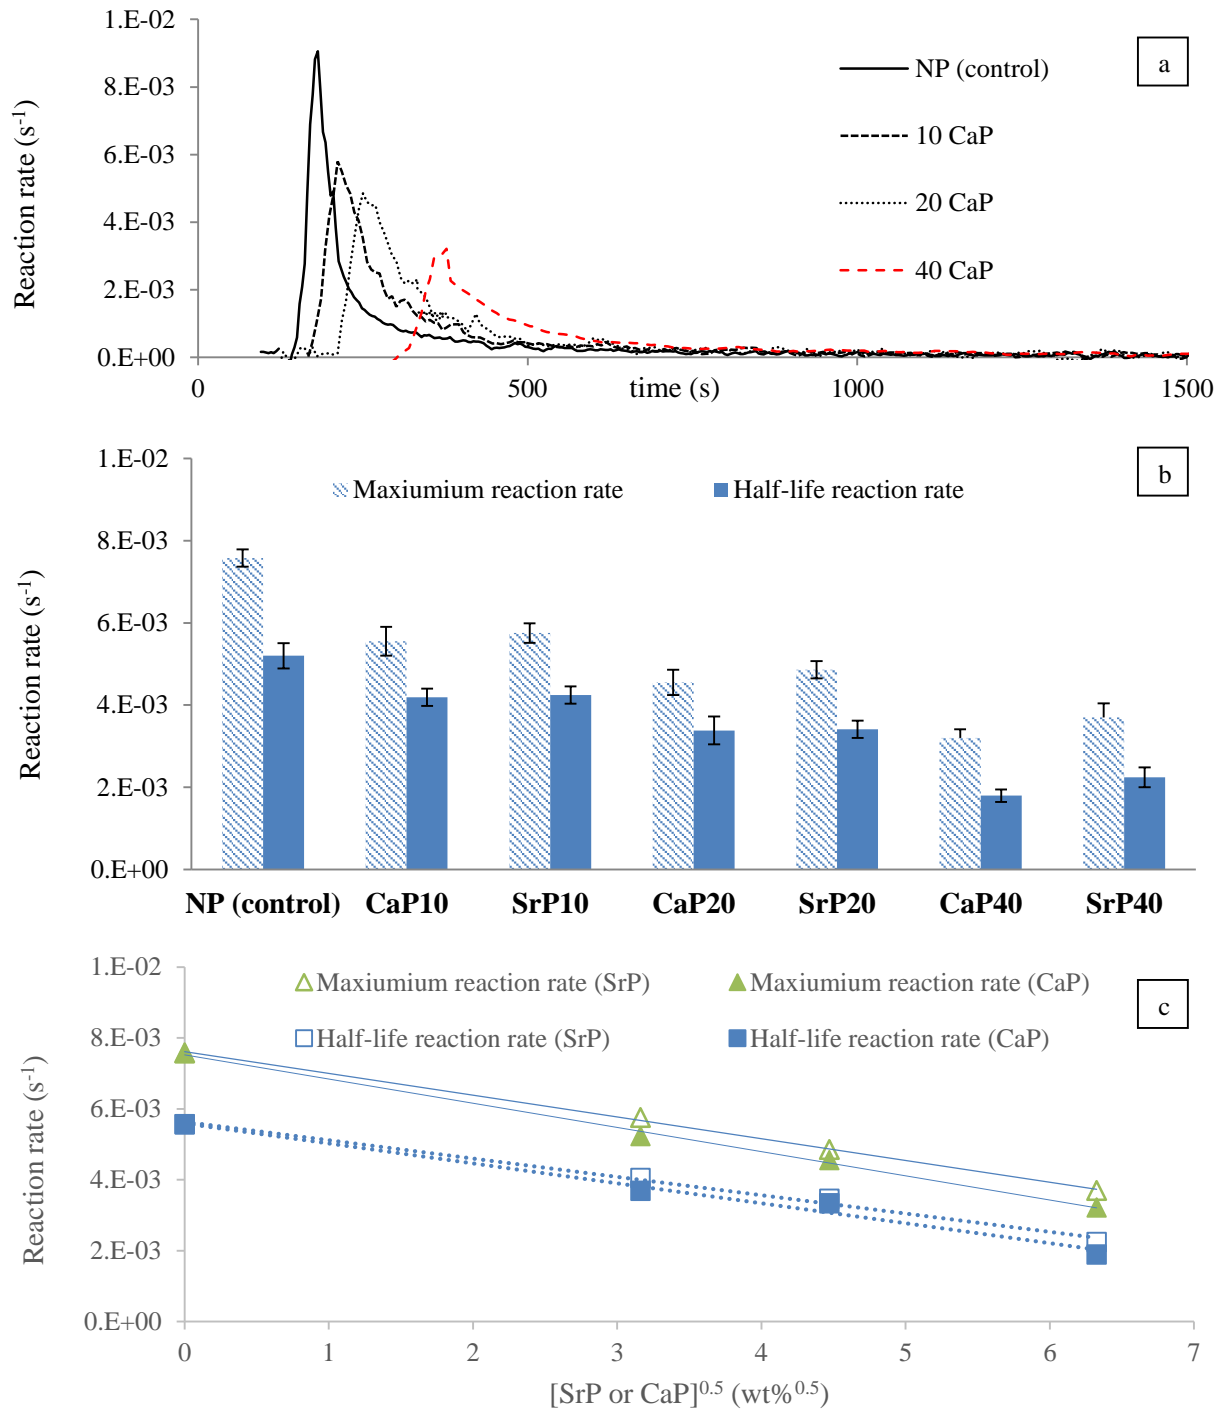 1.E-02
8.E-03
6.E-03
4.E-03
2.E-03
0.E+00
Reaction rate (s-1)
NP (control)
10 CaP
20 CaP
40 CaP
a
0
500
1000
1500
time (s)
1.E-02
8.E-03
6.E-03
4.E-03
2.E-03
0.E+00
Reaction rate (s-1)
Maxiumium reaction rate
Half-life reaction rate
b
NP (control) CaP10 SrP10 CaP20 SrP20 CaP40 SrP40
1.E-02
8.E-03
6.E-03
4.E-03
2.E-03
0.E+00
Reaction rate (s-1)
Maxiumium reaction rate (SrP)
Maxiumium reaction rate (CaP)
Half-life reaction rate (SrP)
Half-life reaction rate (CaP)
c
0 1 2 3 4 5 6 7
[SrP or CaP]0.5 (wt%0.5)